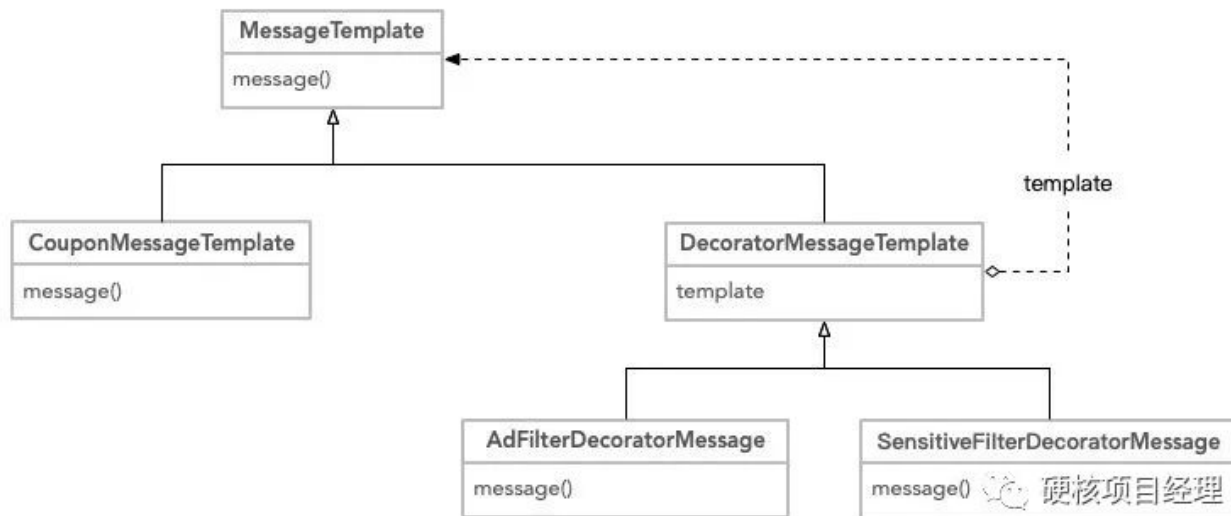 MessageTemplate
message()
template
CouponMessageTemplate
message()
DecoratorMessageTemplate
template
AdFilterDecoratorMessage
message()
SensitiveFilterDecoratorMessage
message()
硬核项目经理